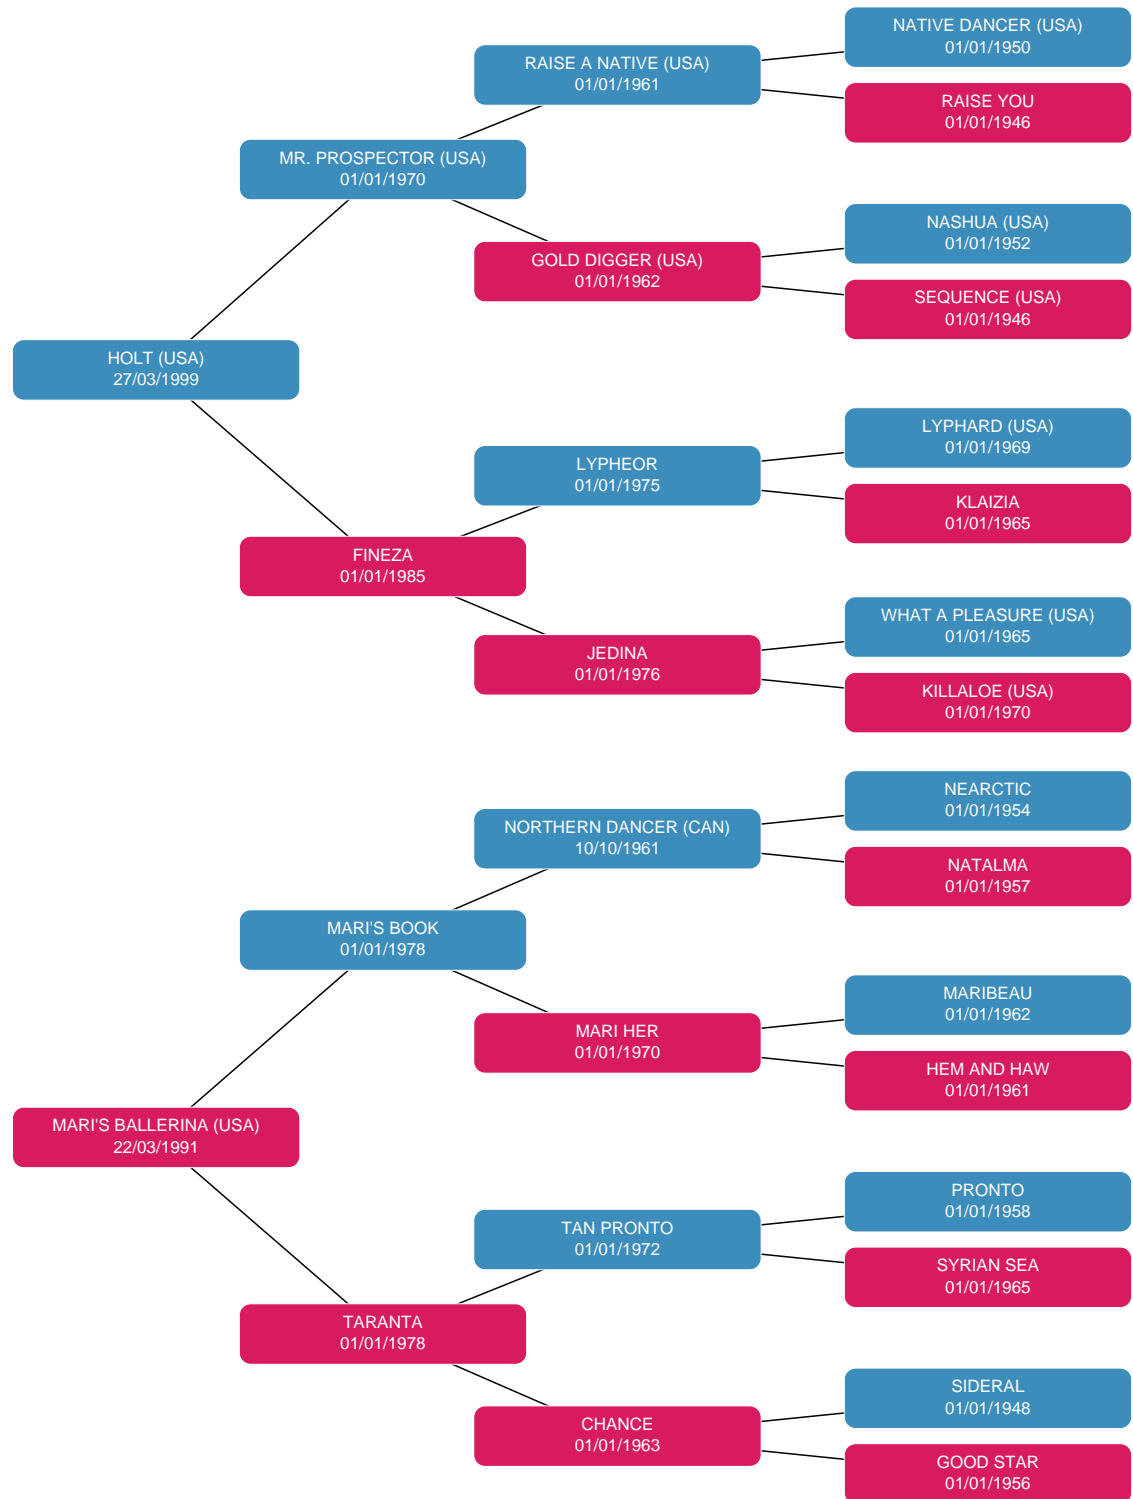 NATIVE DANCER (USA)
01/01/1950
RAISE A NATIVE (USA)
01/01/1961
RAISE YOU
01/01/1946
MR. PROSPECTOR (USA)
01/01/1970
NASHUA (USA)
01/01/1952
GOLD DIGGER (USA)
01/01/1962
SEQUENCE (USA)
01/01/1946
HOLT (USA)
27/03/1999
LYPHARD (USA)
01/01/1969
LYPHEOR
01/01/1975
KLAIZIA
01/01/1965
FINEZA
01/01/1985
WHAT A PLEASURE (USA)
01/01/1965
JEDINA
01/01/1976
KILLALOE (USA)
01/01/1970
NEARCTIC
01/01/1954
NORTHERN DANCER (CAN)
10/10/1961
NATALMA
01/01/1957
MARI'S BOOK
01/01/1978
MARIBEAU
01/01/1962
MARI HER
01/01/1970
HEM AND HAW
01/01/1961
MARI'S BALLERINA (USA)
22/03/1991
PRONTO
01/01/1958
TAN PRONTO
01/01/1972
SYRIAN SEA
01/01/1965
TARANTA
01/01/1978
SIDERAL
01/01/1948
CHANCE
01/01/1963
GOOD STAR
01/01/1956